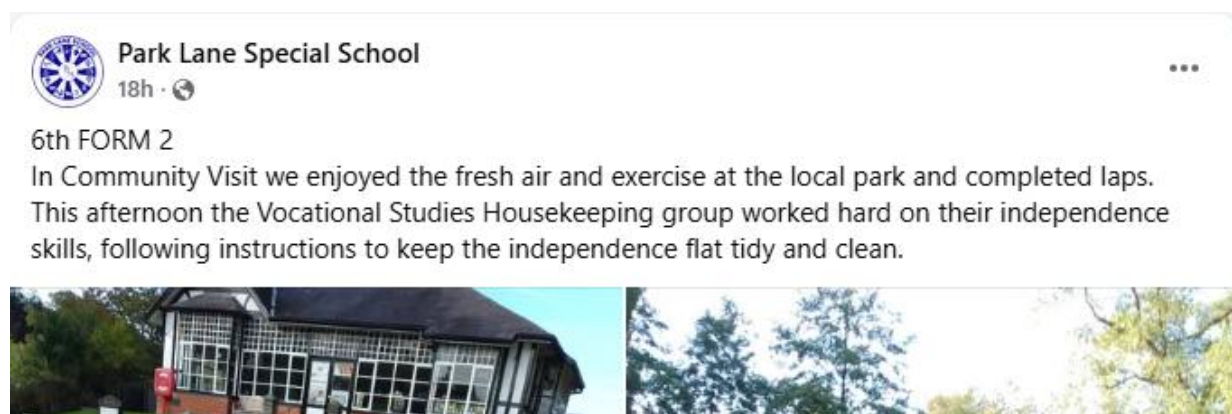 Park Lane Special School
18h ·
6th FORM 2
In Community Visit we enjoyed the fresh air and exercise at the local park and completed laps.
This afternoon the Vocational Studies Housekeeping group worked hard on their independence
skills, following instructions to keep the independence flat tidy and clean.